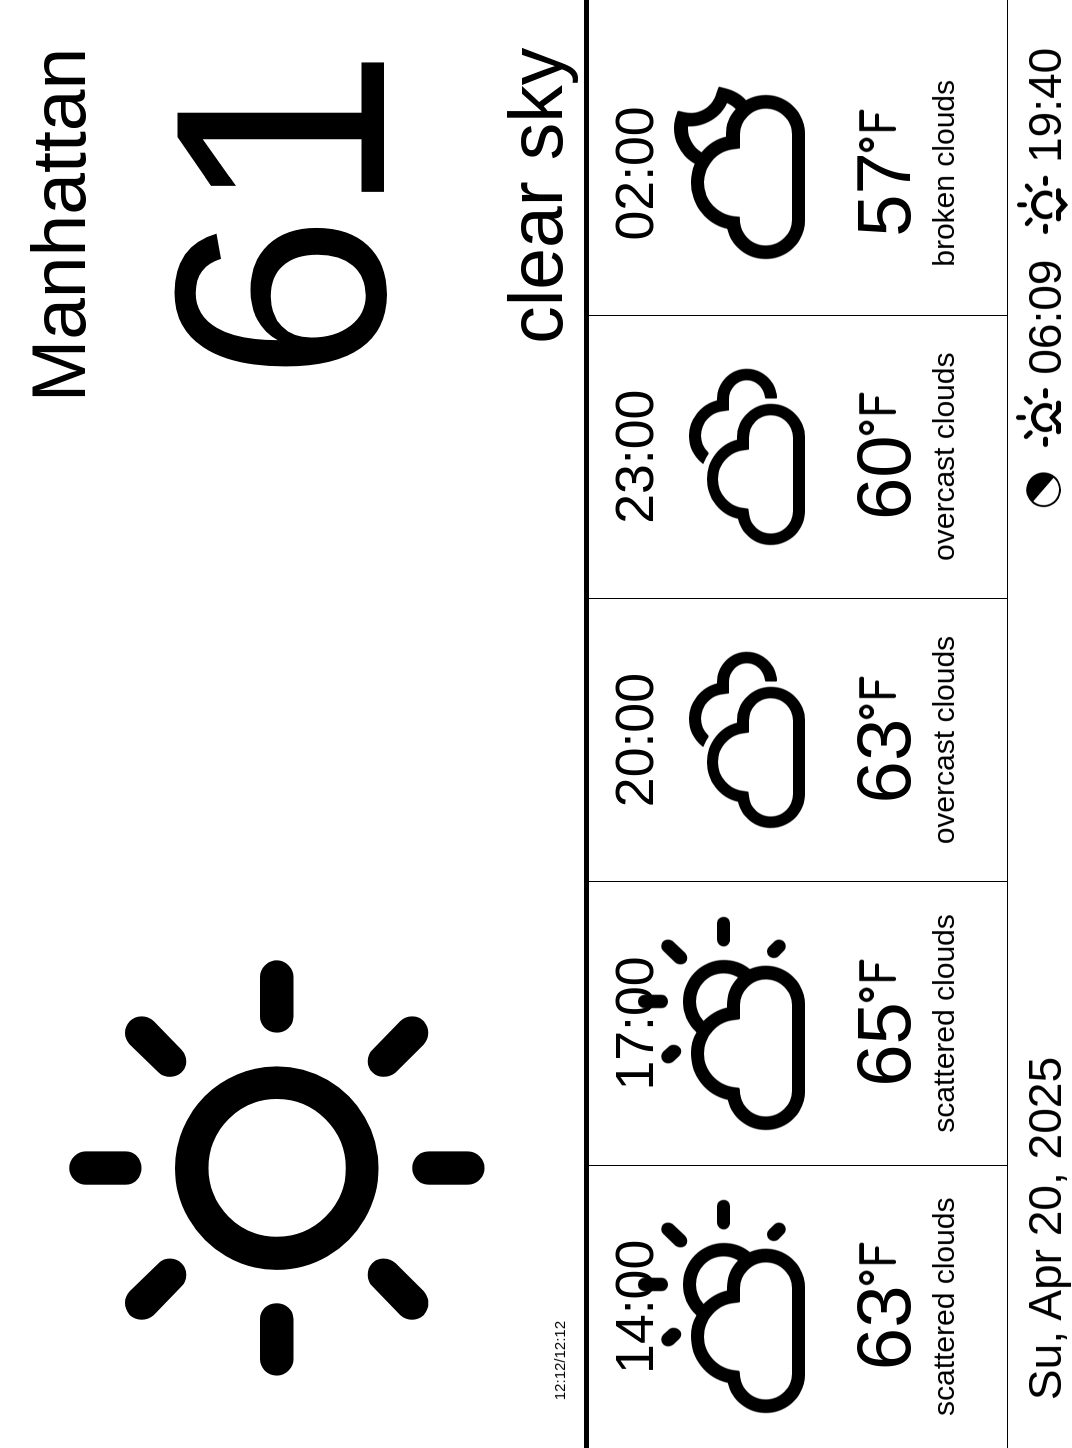 Manhattan
61
clear sky
12:12/12:12
14:00
17:00
20:00
23:00
02:00
63°F
65°F
63°F
60°F
57°F
scattered clouds
scattered clouds
overcast clouds
overcast clouds
broken clouds
Su, Apr 20, 2025
06:09
19:40